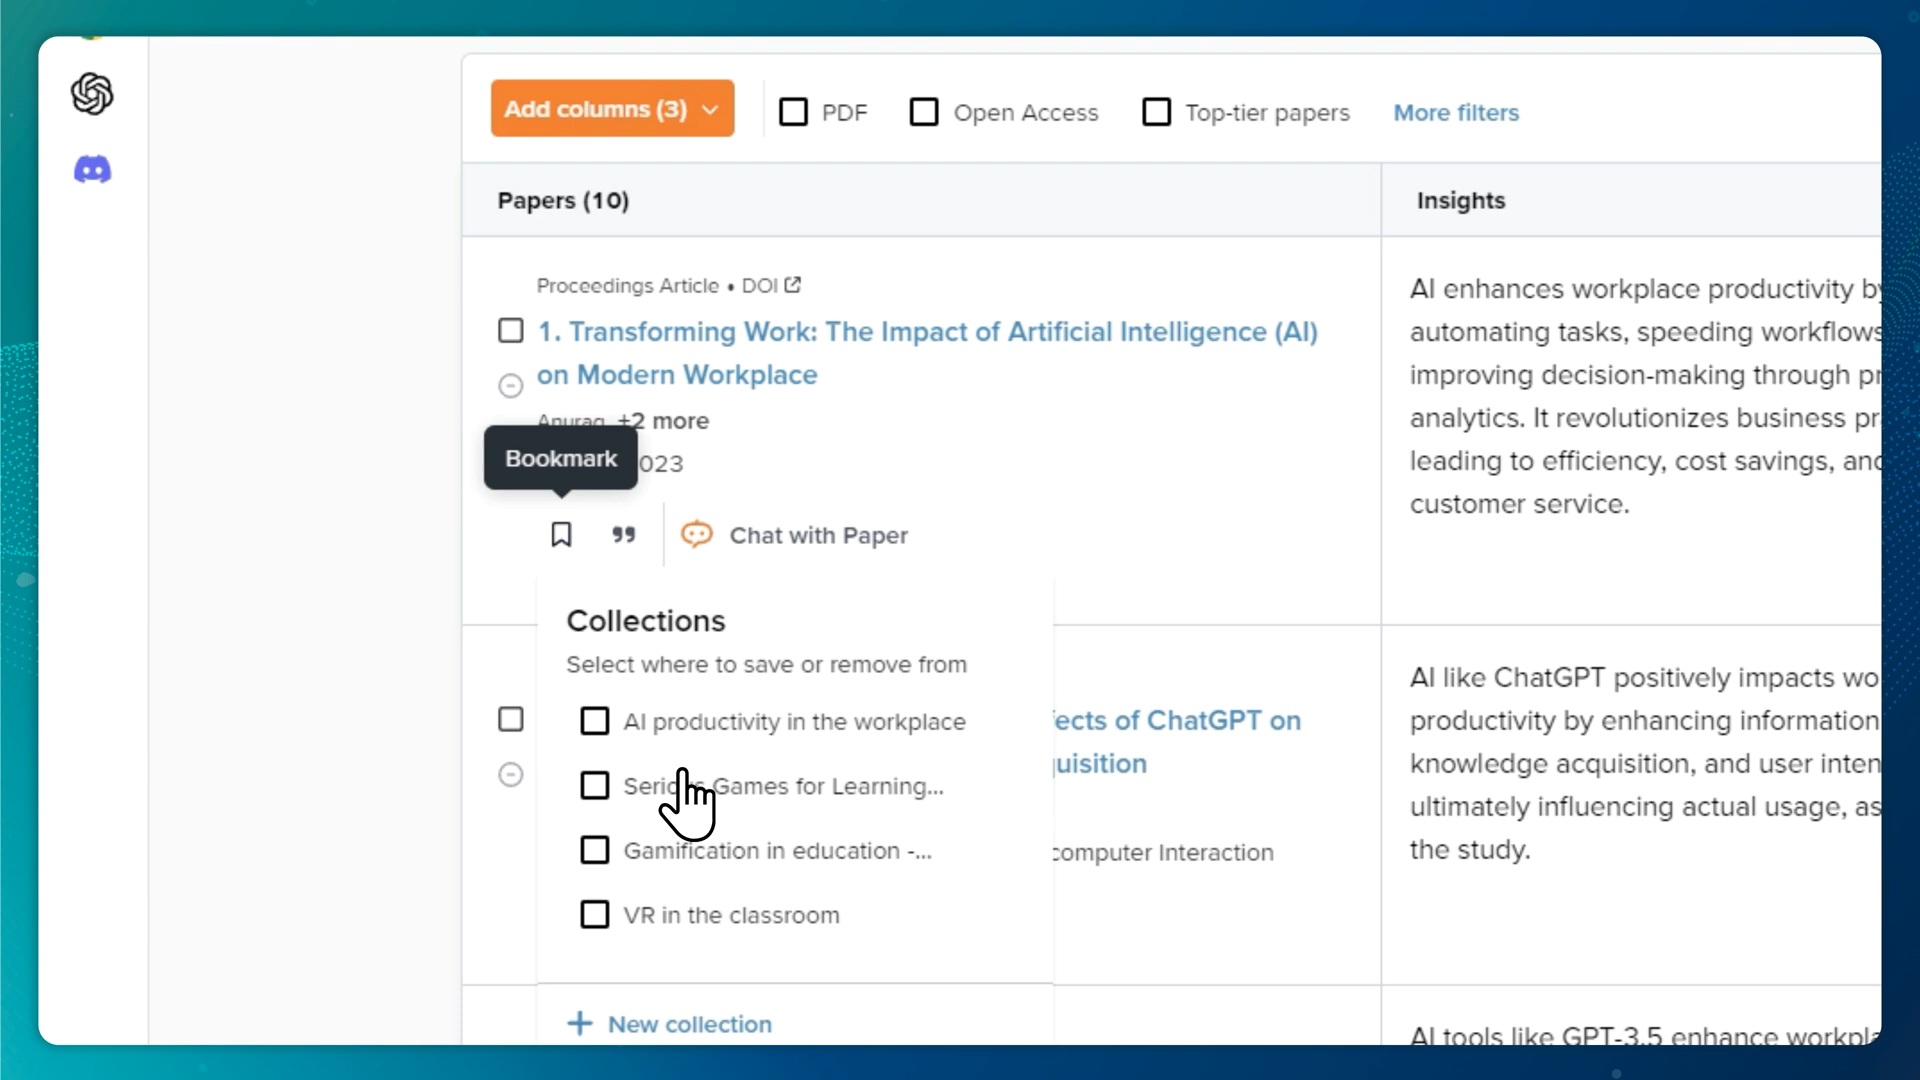 Add columns (3)
PDF
Open Access
Top-tier papers
More filters
Papers (10)
Insights
Proceedings Article • DOI
1. Transforming Work: The Impact of Artificial Intelligence (AI)
on Modern Workplace
+2 more
Bookmark
023
Chat with Paper
AI enhances workplace productivity by
automating tasks, speeding workflows
improving decision-making through pr
analytics. It revolutionizes business pr
leading to efficiency, cost savings, and
customer service.
Collections
Select where to save or remove from
AI productivity in the workplace
Games for Learning...
Gamification in education -...
VR in the classroom
+ New collection
fects of ChatGPT on
uisition
computer Interaction
AI like ChatGPT positively impacts wo
productivity by enhancing information
knowledge acquisition, and user inten
ultimately influencing actual usage, as
the study.
AI tools like GPT-3.5 enhance workpla